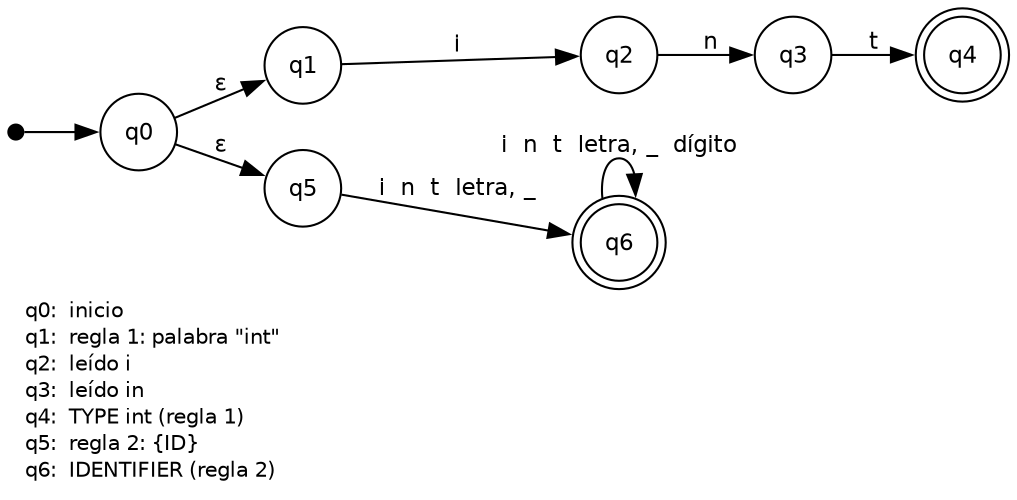 q0
ε
ε
q1
i
q2
n
q3
t
q4
q5
i n t letra, _
i n t letra, _ dígito
q6
q0: inicio
q1: regla 1: palabra "int"
q2: leído i
q3: leído in
q4: TYPE int (regla 1)
q5: regla 2: {ID}
q6: IDENTIFIER (regla 2)